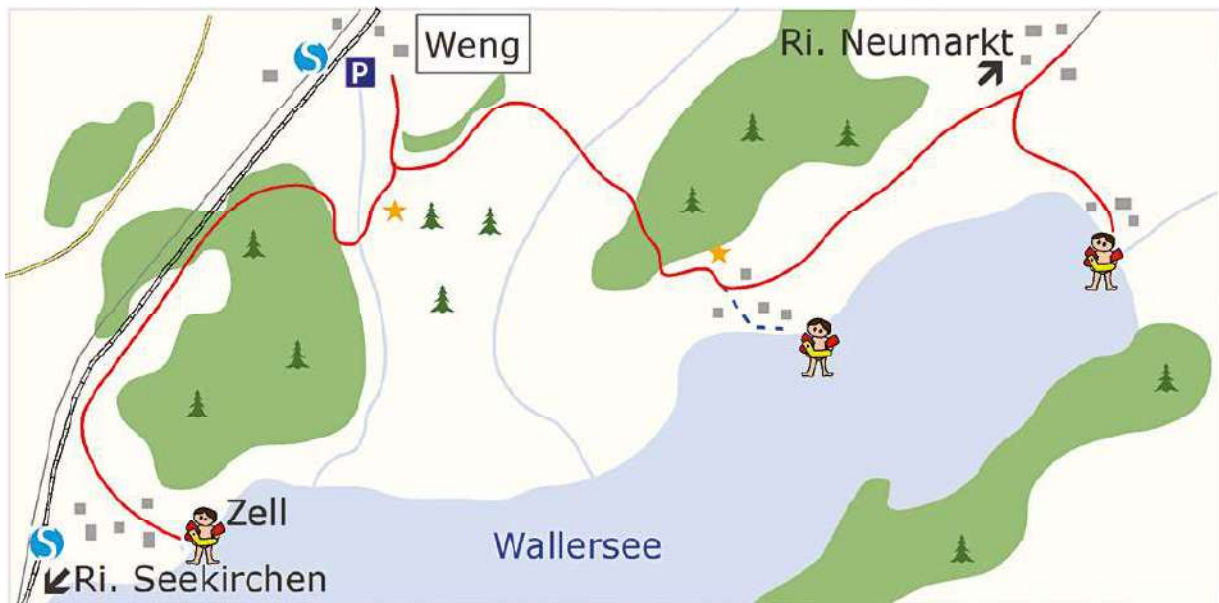 S
P
Weng
Ri. Neumarkt
Zell
S
Wallersee
Ri. Seekirchen